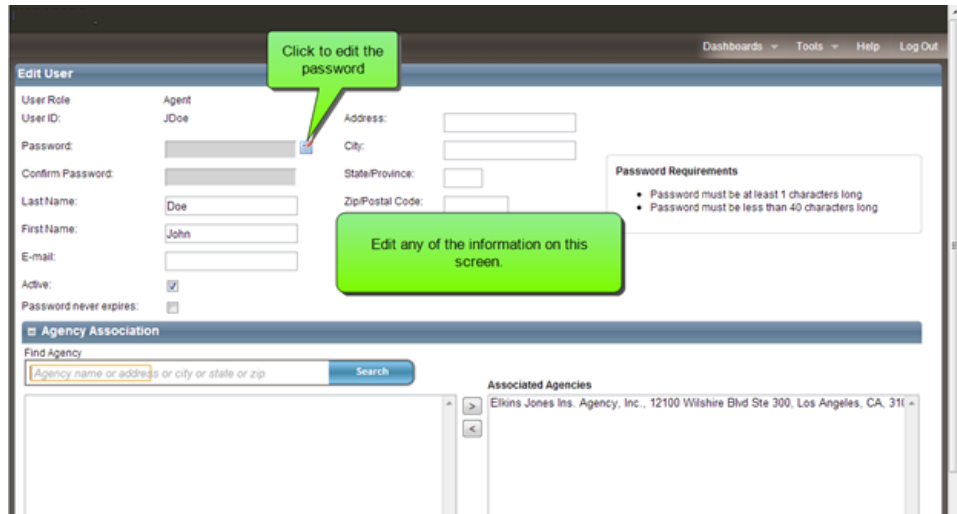 Dashboards Tools Help Log Out
Click to edit the
password
Edit User
User Role Agent
User ID: JDoe Address:
Password: City:
Confirm Password: State/Province:
Password Requirements
Last Name: Doe Zip/Postal Code:
Password must be at least 1 characters long
Password must be less than 40 characters long
First Name: John
Edit any of the information on this
screen.
E-mail:
Active:
Password never expires:
Agency Association
Find Agency
Agency name or address or city or state or zip Search
Associated Agencies
> Elkins Jones Ins. Agency, Inc., 12100 Wilshire Blvd Ste 300, Los Angeles, CA, 310
<